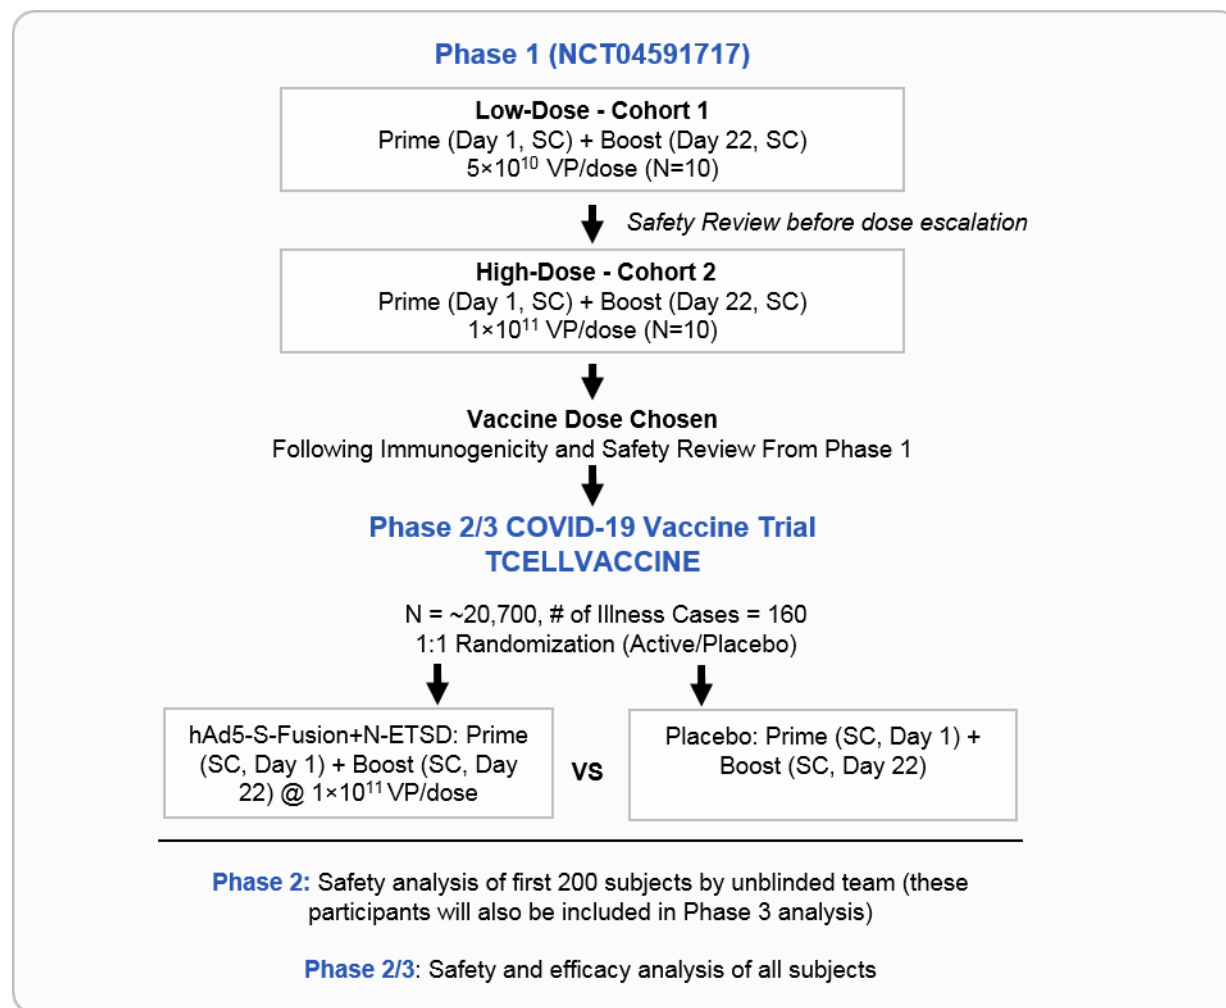 Phase 1 (NCT04591717)
Low-Dose - Cohort 1
Prime (Day 1, SC) + Boost (Day 22, SC)
5×10¹⁰ VP/dose (N=10)
Safety Review before dose escalation
High-Dose - Cohort 2
Prime (Day 1, SC) + Boost (Day 22, SC)
1×10¹¹ VP/dose (N=10)
Vaccine Dose Chosen
Following Immunogenicity and Safety Review From Phase 1
Phase 2/3 COVID-19 Vaccine Trial
TCELLVACCINE
N = ~20,700, # of Illness Cases = 160
1:1 Randomization (Active/Placebo)
hAd5-S-Fusion+N-ETSD: Prime
(SC, Day 1) + Boost (SC, Day
22) @ 1×10¹¹ VP/dose
VS
Placebo: Prime (SC, Day 1) +
Boost (SC, Day 22)
Phase 2: Safety analysis of first 200 subjects by unblinded team (these
participants will also be included in Phase 3 analysis)
Phase 2/3: Safety and efficacy analysis of all subjects